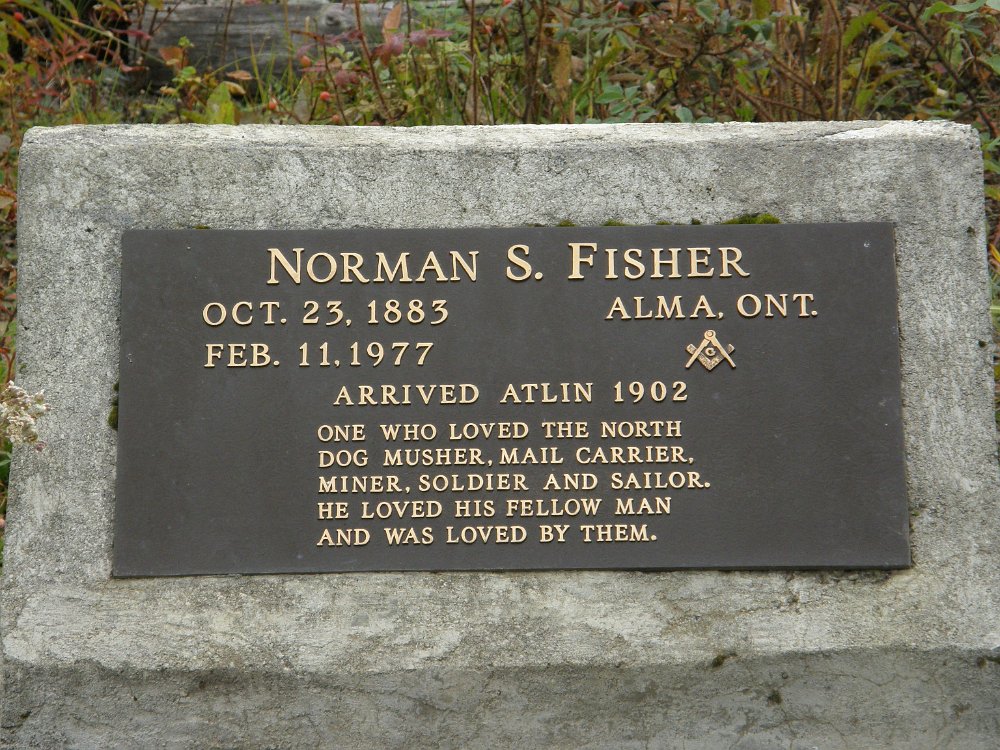 NORMAN S. FISHER
OCT. 23, 1883 ALMA, ONT.
FEB. 11, 1977
ARRIVED ATLIN 1902
ONE WHO LOVED THE NORTH
DOG MUSHER, MAIL CARRIER,
MINER, SOLDIER AND SAILOR.
HE LOVED HIS FELLOW MAN
AND WAS LOVED BY THEM.